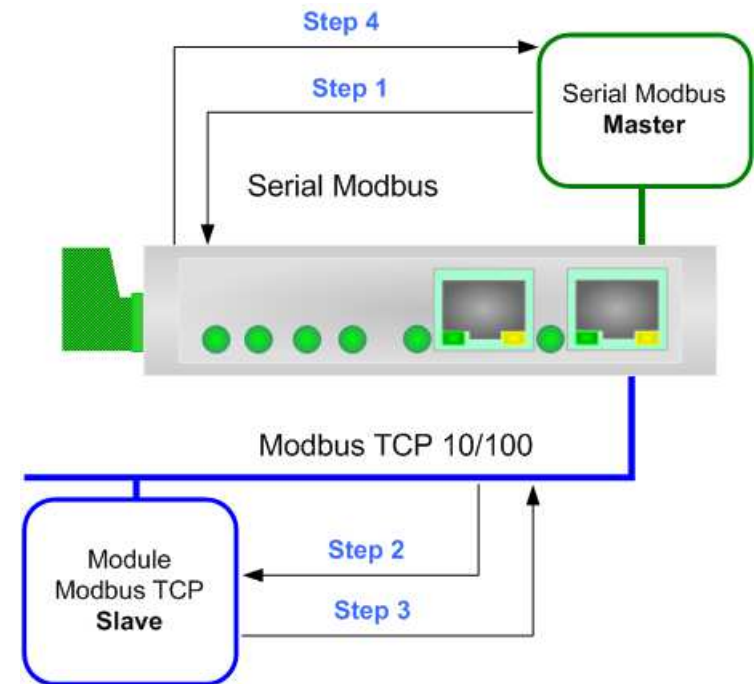 Step 4
Step 1
Serial Modbus
Master
Serial Modbus
Modbus TCP 10/100
Step 2
Module
Modbus TCP
Slave
Step 3